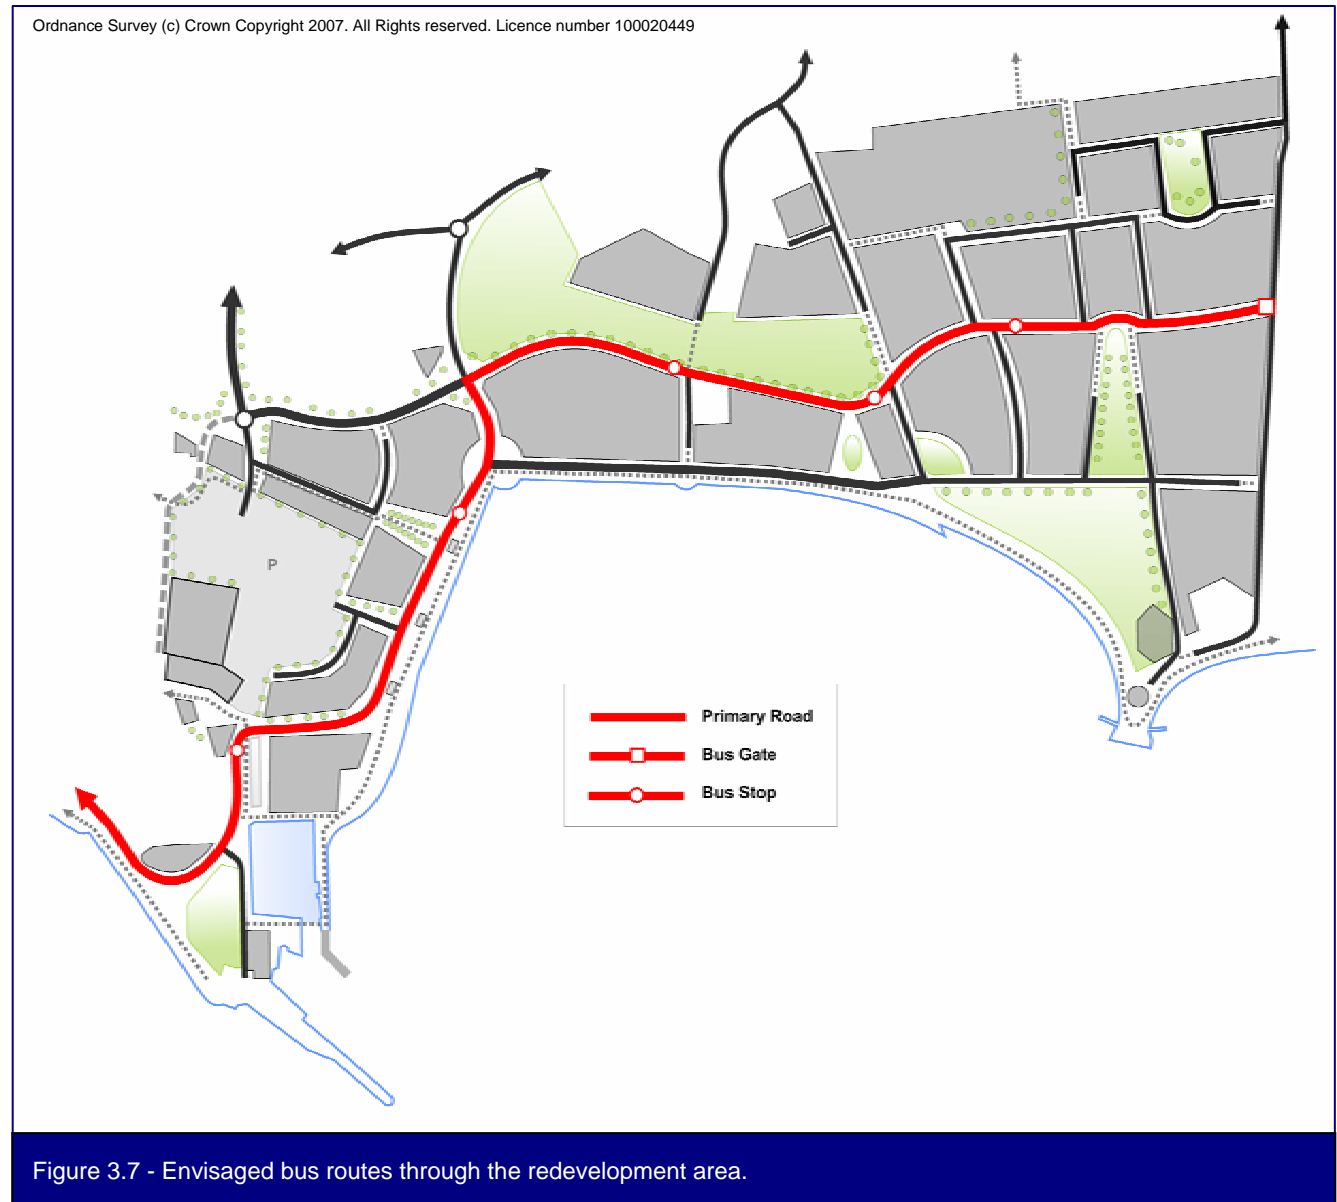 Ordnance Survey (c) Crown Copyright 2007. All Rights reserved. Licence number 100020449
P
Primary Road
Bus Gate
Bus Stop
Figure 3.7 - Envisaged bus routes through the redevelopment area.